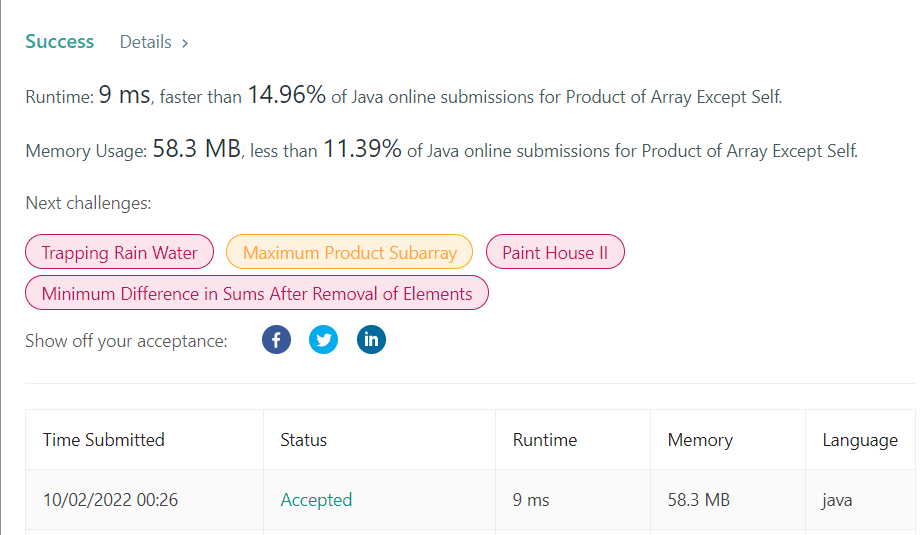 Success Details >
Runtime: 9 ms, faster than 14.96% of Java online submissions for Product of Array Except Self.
Memory Usage: 58.3 MB, less than 11.39% of Java online submissions for Product of Array Except Self.
Next challenges:
Trapping Rain Water Maximum Product Subarray Paint House II
Minimum Difference in Sums After Removal of Elements
Show off your acceptance: f in
Time Submitted Status Runtime Memory Language
10/02/2022 00:26 Accepted 9 ms 58.3 MB java